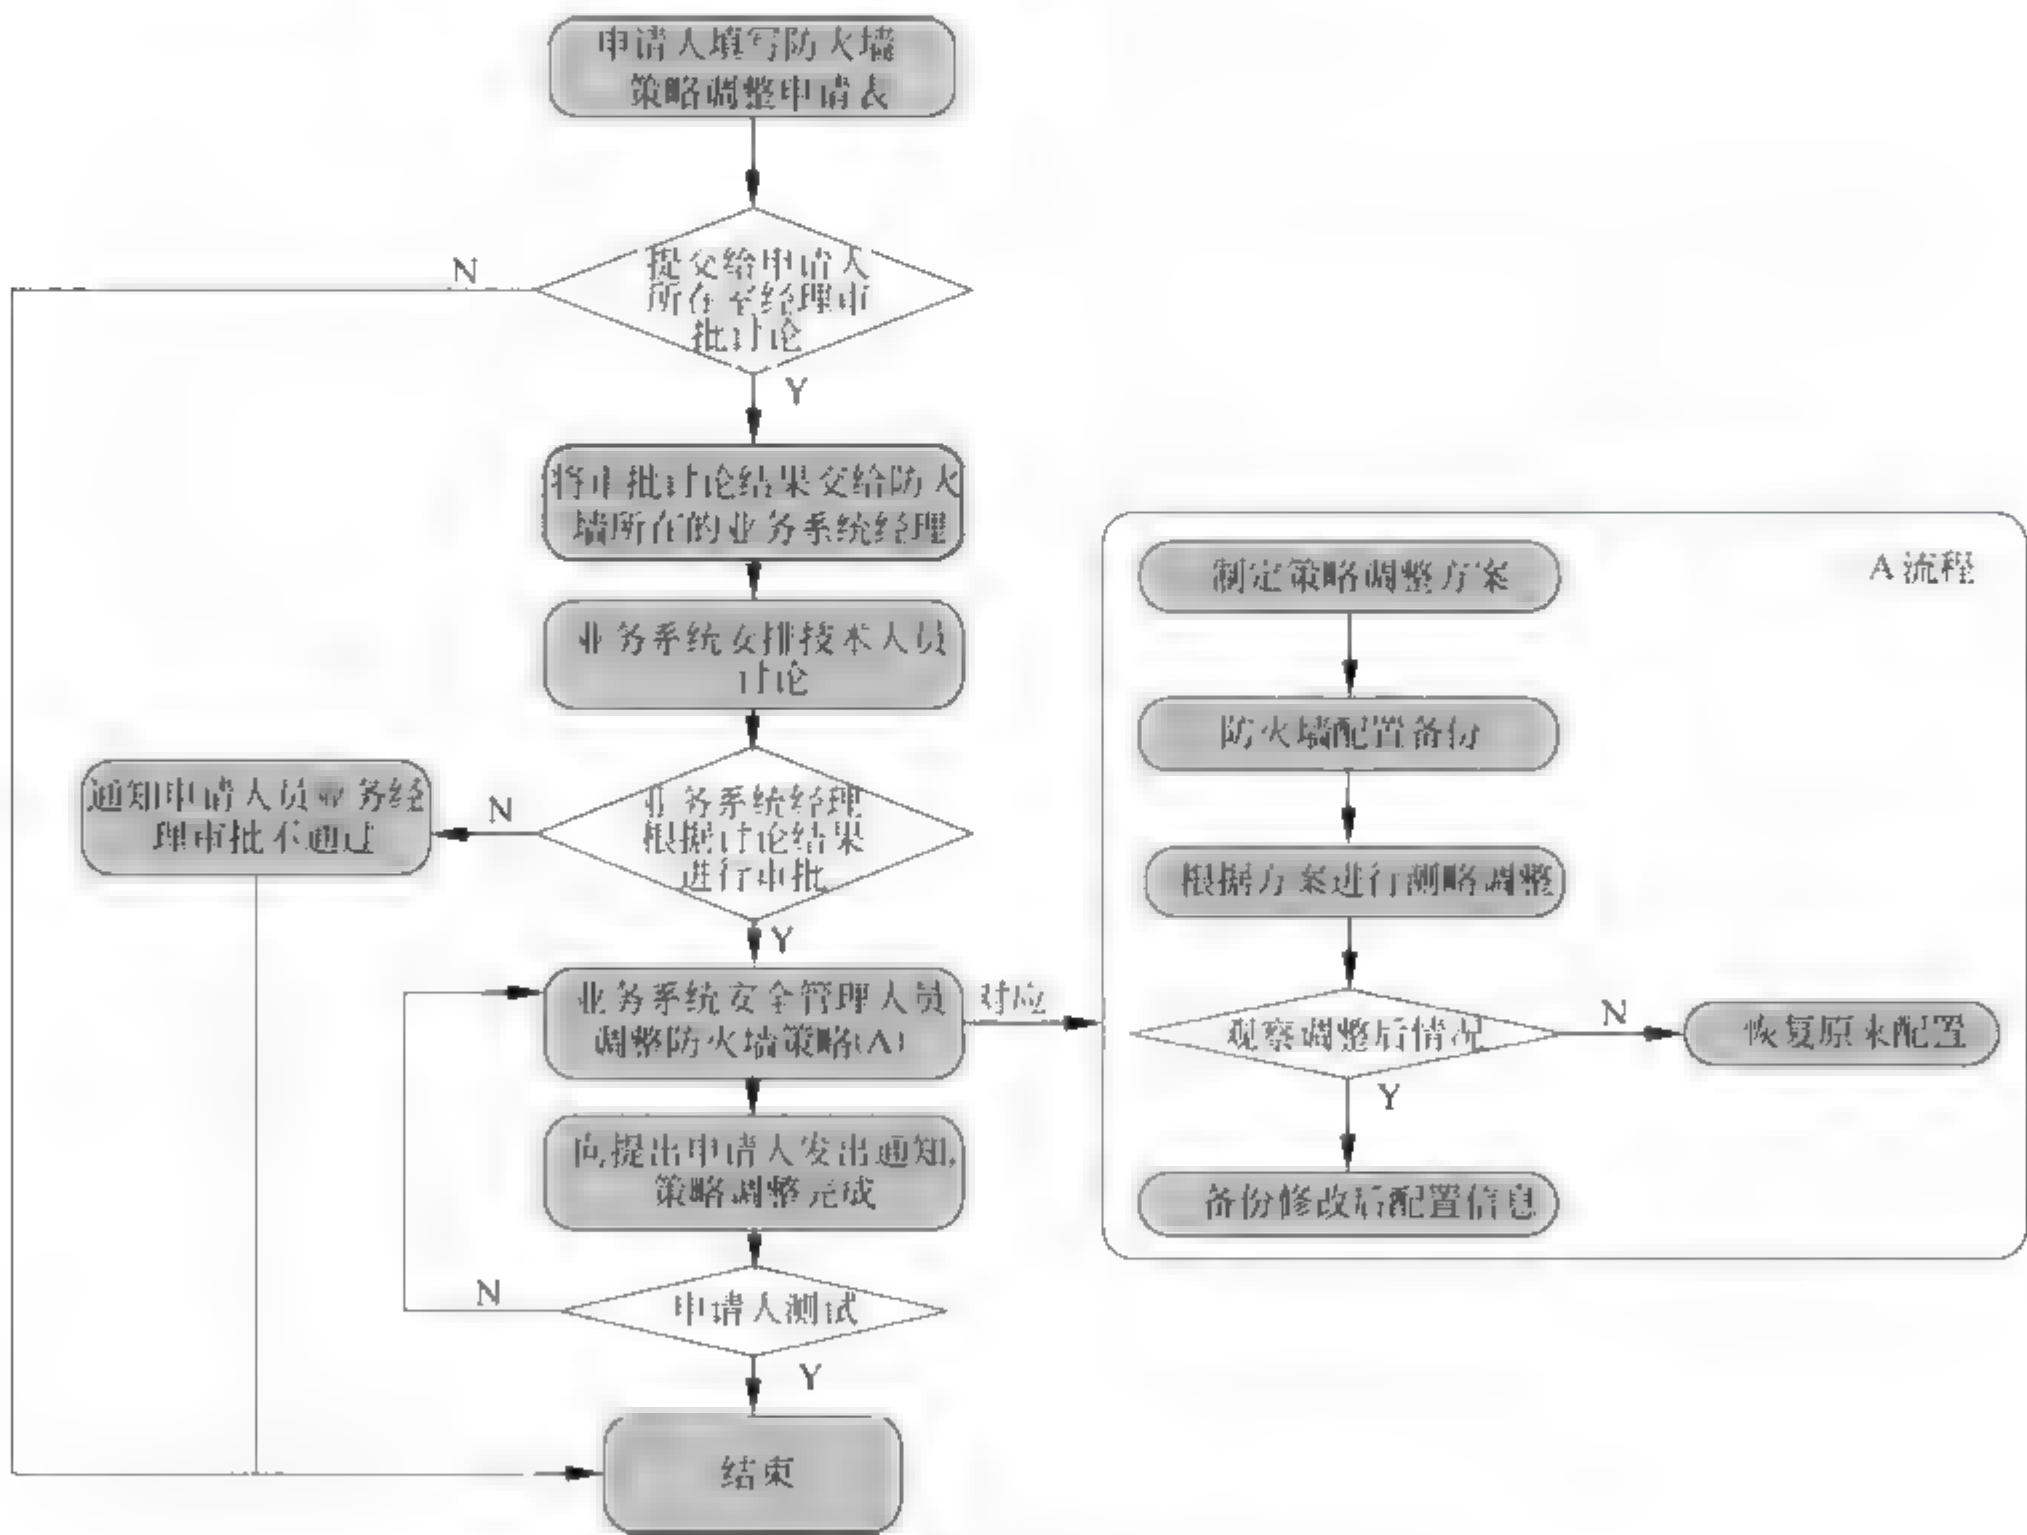 申请人填写防火墙
策略调整申请表
提交给申请人
所在室经理审
批讨论
N
Y
将审批讨论结果交给防火
墙所在的业务系统经理
业务系统安排技术人员
讨论
业务系统经理
根据讨论结果
进行审批
N
通知申请人员业务经
理审批不通过
Y
业务系统安全管理人员
调整防火墙策略(A)
对应
向提出申请人发出通知,
策略调整完成
申请人测试
N
Y
结束
A流程
制定策略调整方案
防火墙配置备份
根据方案进行测略调整
观察调整后情况
N
恢复原来配置
Y
备份修改后配置信息